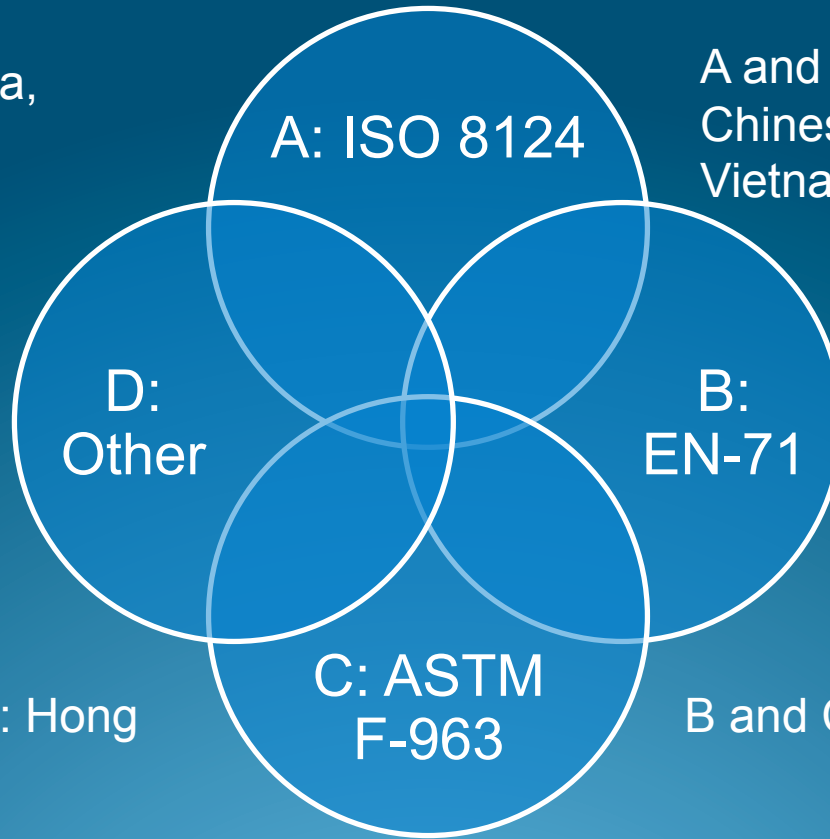 a,
A: ISO 8124
A and
Chines
Vietna
D:
Other
B:
EN-71
C: ASTM
F-963
: Hong
B and